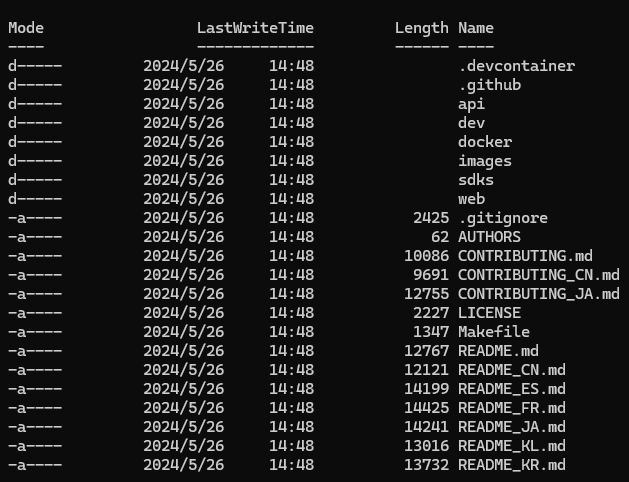 Mode                 LastWriteTime         Length Name
----                 -------------         ------ ----
d-----         2024/5/26     14:48                .devcontainer
d-----         2024/5/26     14:48                .github
d-----         2024/5/26     14:48                api
d-----         2024/5/26     14:48                dev
d-----         2024/5/26     14:48                docker
d-----         2024/5/26     14:48                images
d-----         2024/5/26     14:48                sdks
d-----         2024/5/26     14:48                web
-a----         2024/5/26     14:48           2425 .gitignore
-a----         2024/5/26     14:48             62 AUTHORS
-a----         2024/5/26     14:48          10086 CONTRIBUTING.md
-a----         2024/5/26     14:48           9691 CONTRIBUTING_CN.md
-a----         2024/5/26     14:48          12755 CONTRIBUTING_JA.md
-a----         2024/5/26     14:48           2227 LICENSE
-a----         2024/5/26     14:48           1347 Makefile
-a----         2024/5/26     14:48          12767 README.md
-a----         2024/5/26     14:48          12121 README_CN.md
-a----         2024/5/26     14:48          14199 README_ES.md
-a----         2024/5/26     14:48          14425 README_FR.md
-a----         2024/5/26     14:48          14241 README_JA.md
-a----         2024/5/26     14:48          13016 README_KL.md
-a----         2024/5/26     14:48          13732 README_KR.md